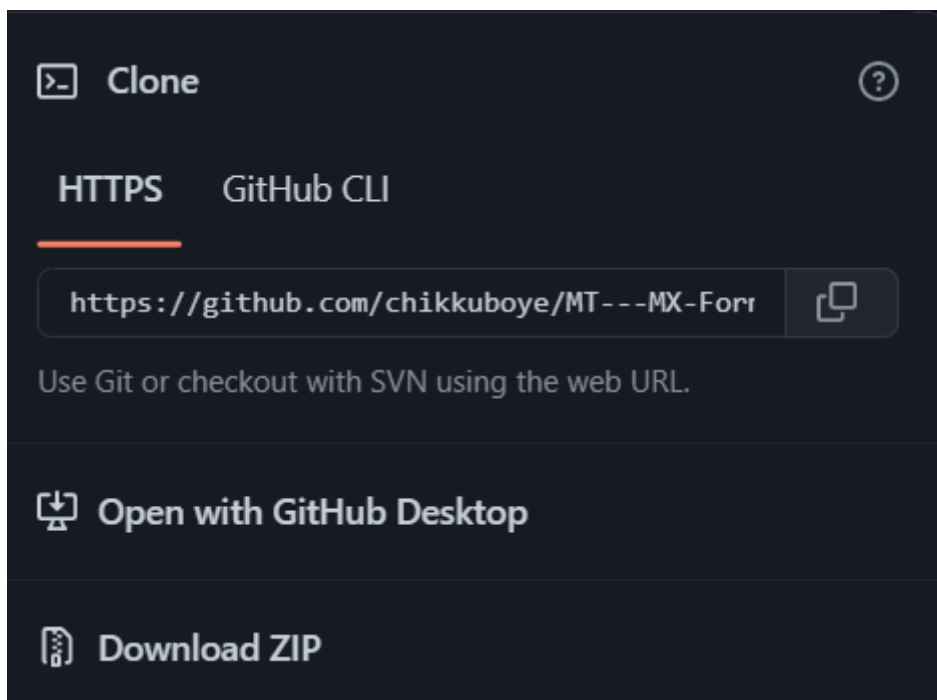 Clone
HTTPS GitHub CLI
https://github.com/chikkuboye/MT---MX-Forr
Use Git or checkout with SVN using the web URL.
Open with GitHub Desktop
Download ZIP